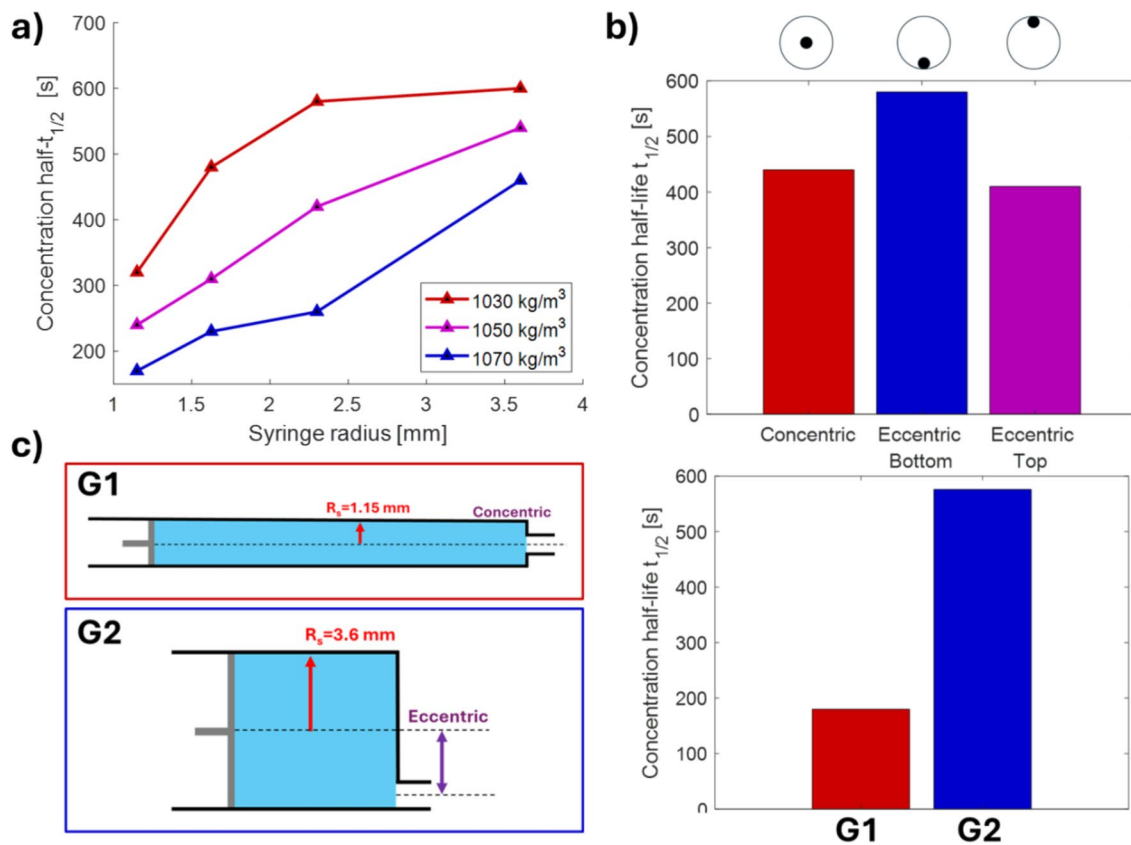 a)
700
600
500
400
300
200
1
1.5
2
2.5
3
3.5
4
Concentration half-t1/2 [s]
Syringe radius [mm]
1030 kg/m³
1050 kg/m³
1070 kg/m³
b)
600
500
400
300
200
100
0
Concentration half-life t1/2 [s]
Concentric
Eccentric
Bottom
Eccentric
Top
c)
G1
Rs=1.15 mm
Concentric
G2
Rs=3.6 mm
Eccentric
600
500
400
300
200
100
0
Concentration half-life t1/2 [s]
G1
G2